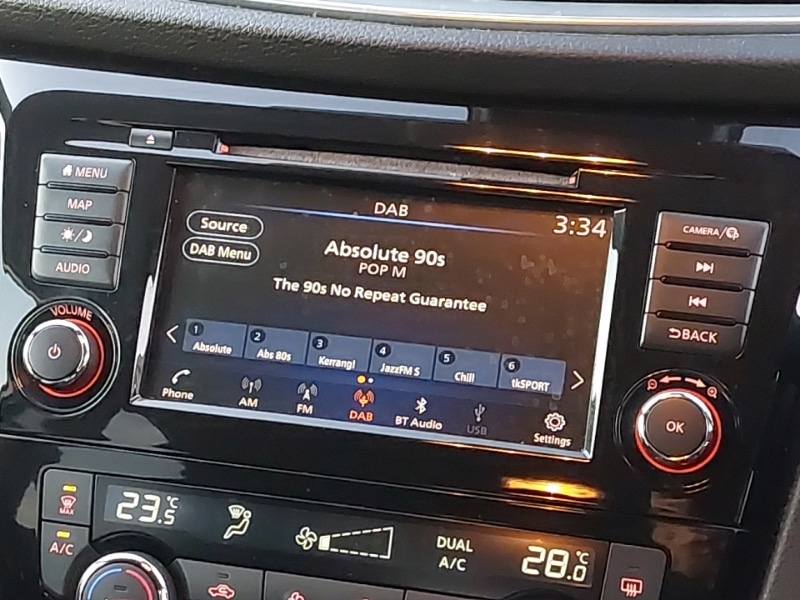 MENU
MAP
AUDIO
VOLUME
DAB
3:34
Source
DAB Menu
Absolute 90s
POP M
The 90s No Repeat Guarantee
1 Absolute
2 Abs 80s
3 Kerrang!
4 JazzFM S
5 Chill
6 tkSPORT
Phone
AM
FM
DAB
BT Audio
USB
Settings
CAMERA/
BACK
OK
MAX
A/C
23.5°C
DUAL
A/C
28.0°C